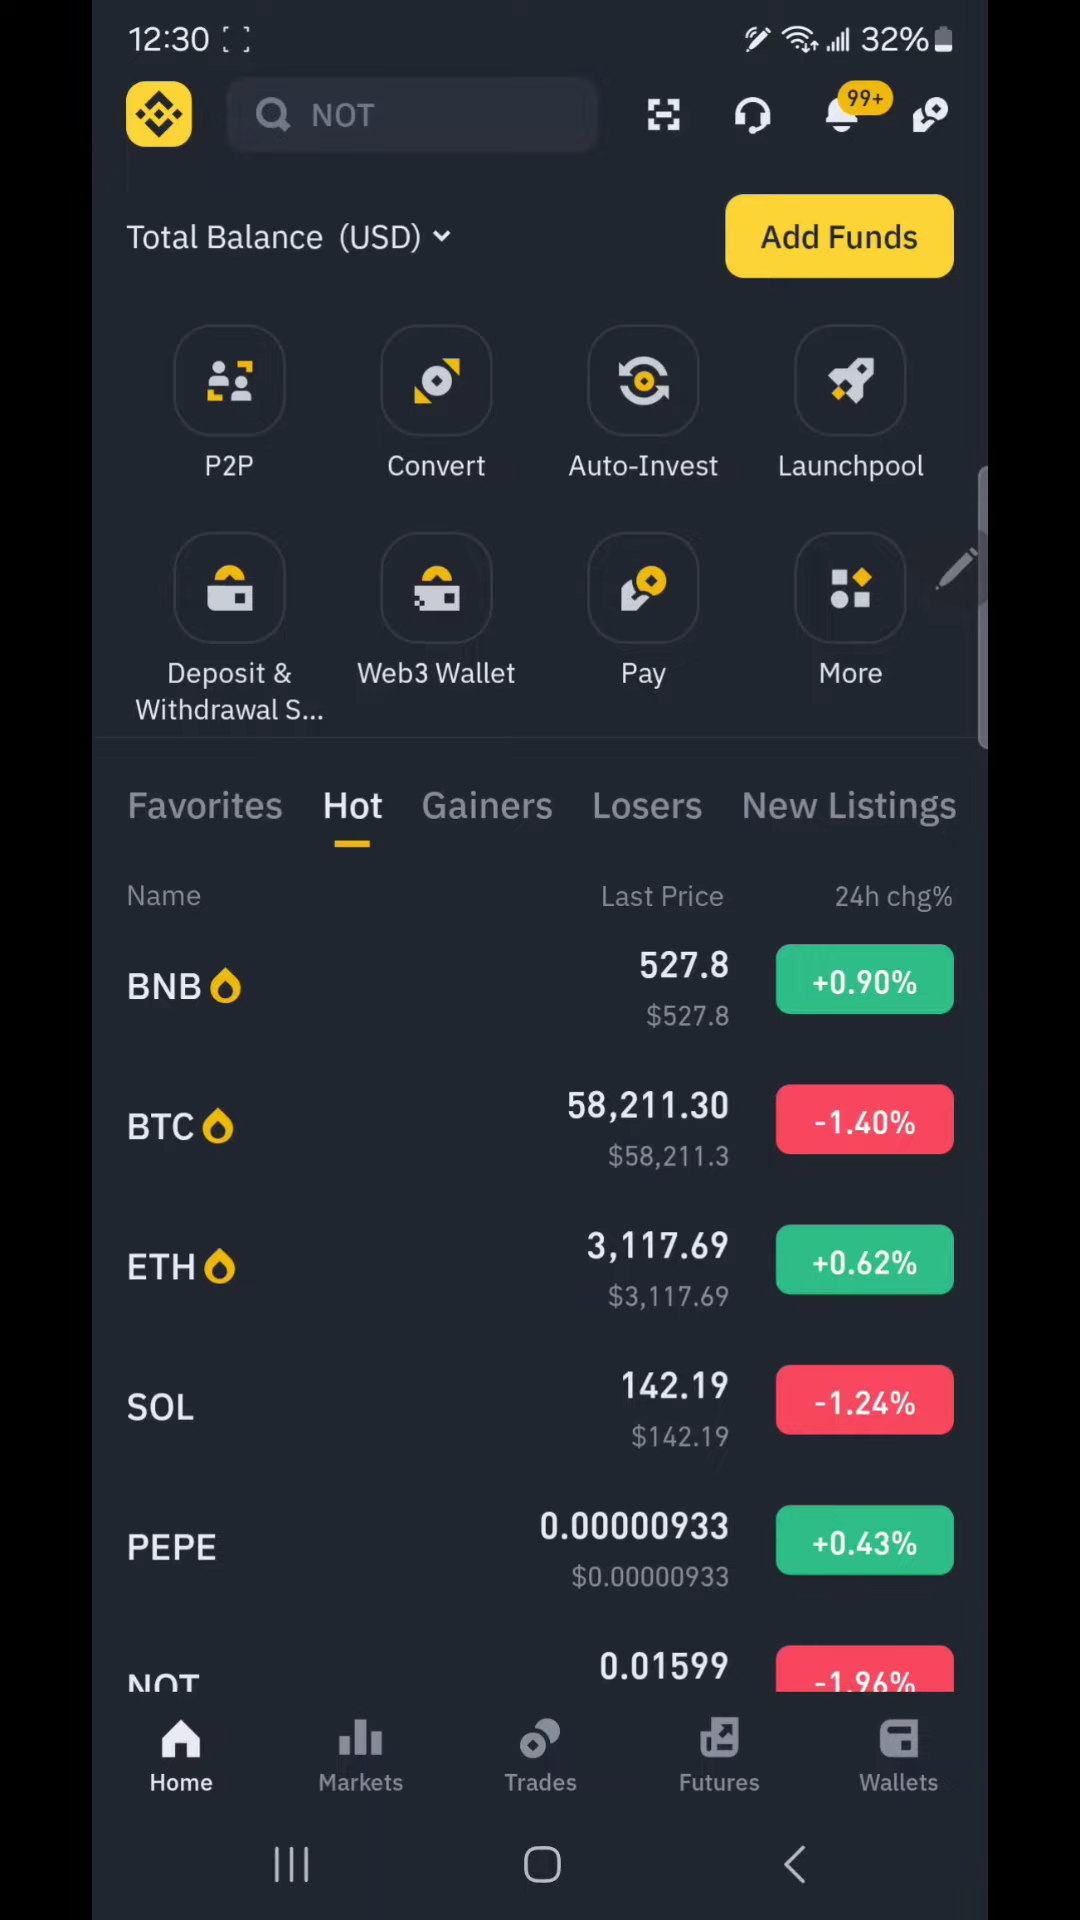 12:30 32%
NOT 99+
Total Balance (USD) Add Funds
P2P Convert Auto-Invest Launchpool
Deposit & Web3 Wallet Pay More
Withdrawal S...
Favorites Hot Gainers Losers New Listings
Name Last Price 24h chg%
BNB 527.8 +0.90%
$527.8
BTC 58,211.30 -1.40%
$58,211.3
ETH 3,117.69 +0.62%
$3,117.69
SOL 142.19 -1.24%
$142.19
PEPE 0.00000933 +0.43%
$0.00000933
NOT 0.01599 -1.96%
Home Markets Trades Futures Wallets